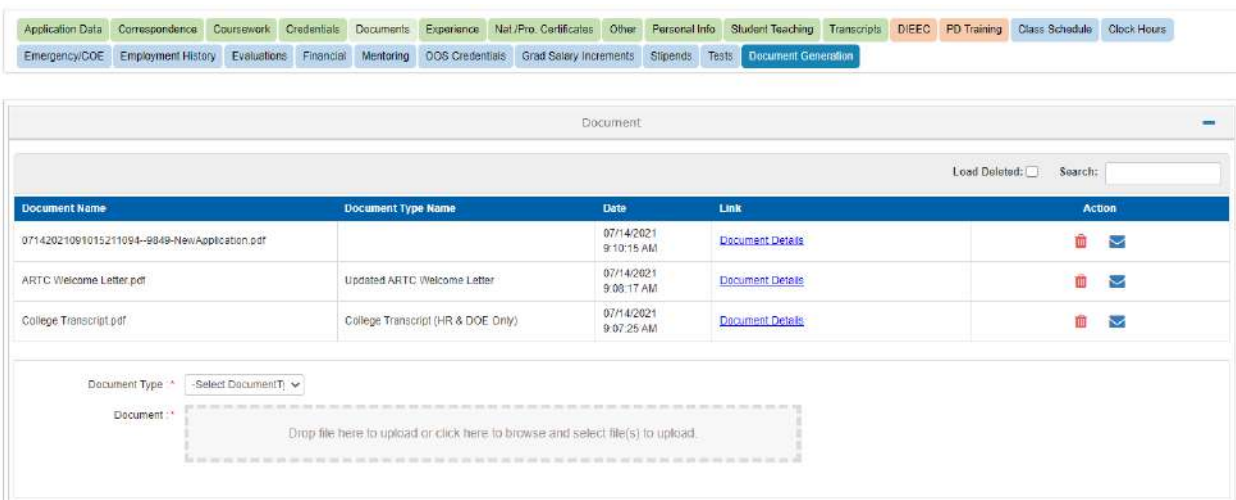 Application Data Correspondence Coursework Credentials Documents Experience Nat./Pro. Certificates Other Personal Info Student Teaching Transcripts DIEEC PD Training Class Schedule Clock Hours
Emergency/COE Employment History Evaluations Financial Mentoring OOS Credentials Grad Salary Increments Stipends Tests Document Generation
Document
Load Deleted: Search:
Document Name Document Type Name Date Link Action
07142021091015211094--9849-NewApplication.pdf 07/14/2021 9:10:15 AM Document Details
ARTC Welcome Letter.pdf Updated ARTC Welcome Letter 07/14/2021 9:08:17 AM Document Details
College Transcript.pdf College Transcript (HR & DOE Only) 07/14/2021 9:07:25 AM Document Details
Document Type : * -Select DocumentTy
Document : *
Drop file here to upload or click here to browse and select file(s) to upload.